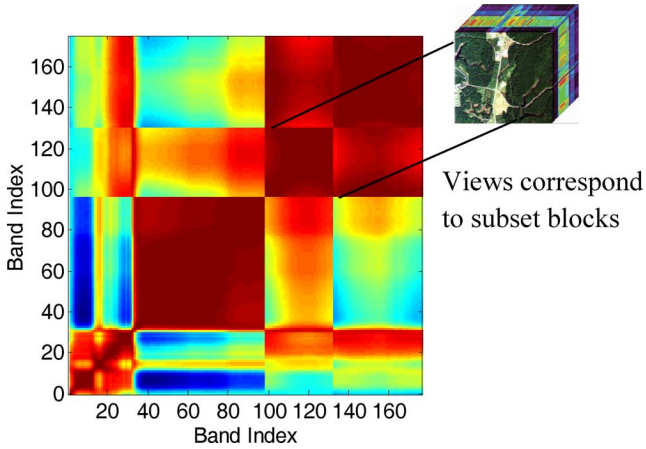 160
140
120
100
80
60
40
20
0
Band Index
20 40 60 80 100 120 140 160
Band Index
Views correspond
to subset blocks